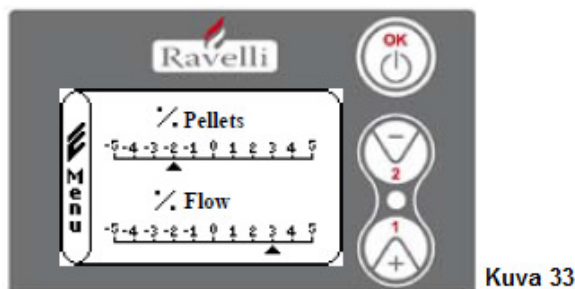 Ravelli
OK
% Pellets
-5 -4 -3 -2 -1 0 1 2 3 4 5
Menu
% Flow
-5 -4 -3 -2 -1 0 1 2 3 4 5
−
2
1
+
Kuva 33